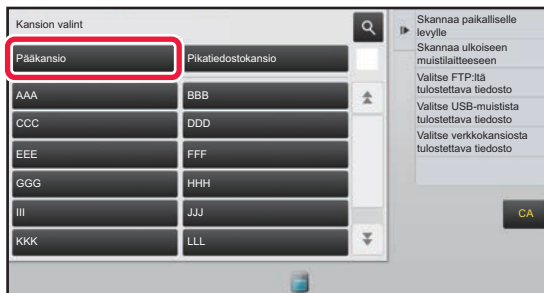 Kansion valint
Pääkansio
Pikatiedostokansio
AAA
BBB
CCC
DDD
EEE
FFF
GGG
HHH
III
JJJ
KKK
LLL
Skannaa paikalliselle
levylle
Skannaa ulkoiseen
muistilaitteeseen
Valitse FTP:ltä
tulostettava tiedosto
Valitse USB-muistista
tulostettava tiedosto
Valitse verkkokansiosta
tulostettava tiedosto
CA